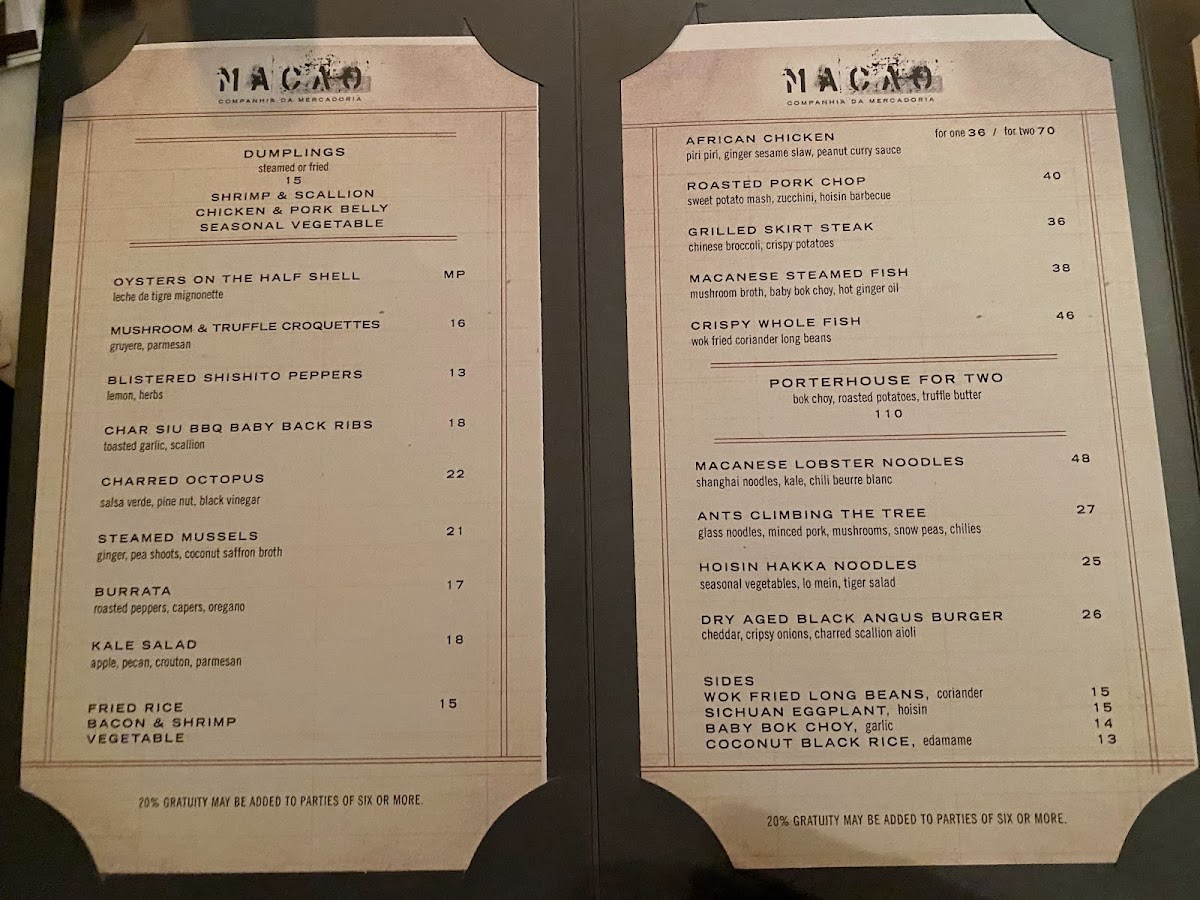 MACAO
COMPANHIA DA MERCADORIA
DUMPLINGS
steamed or fried
15
SHRIMP & SCALLION
CHICKEN & PORK BELLY
SEASONAL VEGETABLE
OYSTERS ON THE HALF SHELL MP
leche de tigre mignonette
MUSHROOM & TRUFFLE CROQUETTES 16
gruyere, parmesan
BLISTERED SHISHITO PEPPERS 13
lemon, herbs
CHAR SIU BBQ BABY BACK RIBS 18
toasted garlic, scallion
CHARRED OCTOPUS 22
salsa verde, pine nut, black vinegar
STEAMED MUSSELS 21
ginger, pea shoots, coconut saffron broth
BURRATA 17
roasted peppers, capers, oregano
KALE SALAD 18
apple, pecan, crouton, parmesan
FRIED RICE 15
BACON & SHRIMP
VEGETABLE
20% GRATUITY MAY BE ADDED TO PARTIES OF SIX OR MORE.
MACAO
COMPANHIA DA MERCADORIA
AFRICAN CHICKEN for one 36 / for two 70
piri piri, ginger sesame slaw, peanut curry sauce
ROASTED PORK CHOP 40
sweet potato mash, zucchini, hoisin barbecue
GRILLED SKIRT STEAK 36
chinese broccoli, crispy potatoes
MACANESE STEAMED FISH 38
mushroom broth, baby bok choy, hot ginger oil
CRISPY WHOLE FISH 46
wok fried coriander long beans
PORTERHOUSE FOR TWO
bok choy, roasted potatoes, truffle butter
110
MACANESE LOBSTER NOODLES 48
shanghai noodles, kale, chili beurre blanc
ANTS CLIMBING THE TREE 27
glass noodles, minced pork, mushrooms, snow peas, chilies
HOISIN HAKKA NOODLES 25
seasonal vegetables, lo mein, tiger salad
DRY AGED BLACK ANGUS BURGER 26
cheddar, cripsy onions, charred scallion aioli
SIDES
WOK FRIED LONG BEANS, coriander 15
SICHUAN EGGPLANT, hoisin 15
BABY BOK CHOY, garlic 14
COCONUT BLACK RICE, edamame 13
20% GRATUITY MAY BE ADDED TO PARTIES OF SIX OR MORE.